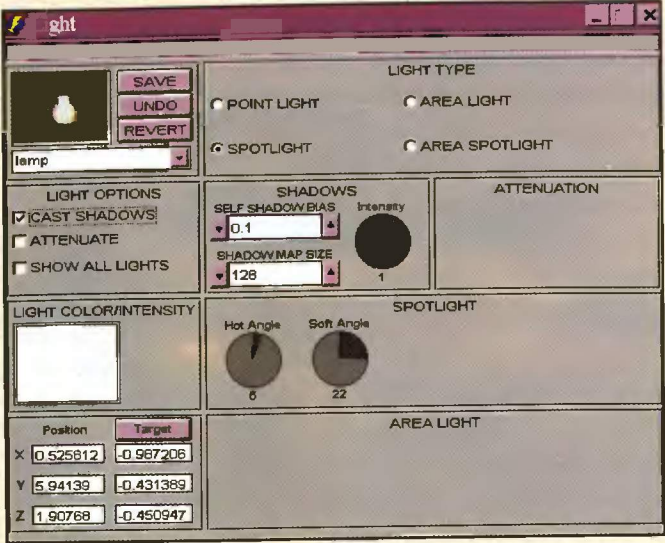 ight
SAVE
UNDO
REVERT
lamp
LIGHT TYPE
POINT LIGHT
AREA LIGHT
SPOTLIGHT
AREA SPOTLIGHT
LIGHT OPTIONS
CAST SHADOWS
ATTENUATE
SHOW ALL LIGHTS
SHADOWS
SELF SHADOW BIAS
0.1
SHADOW MAP SIZE
128
Intensity
1
ATTENUATION
LIGHT COLOR/INTENSITY
SPOTLIGHT
Hot Angle
Soft Angle
6
22
Position
Target
X 0.525612 -0.987206
Y 5.94139 -0.431389
Z 1.90768 -0.450947
AREA LIGHT